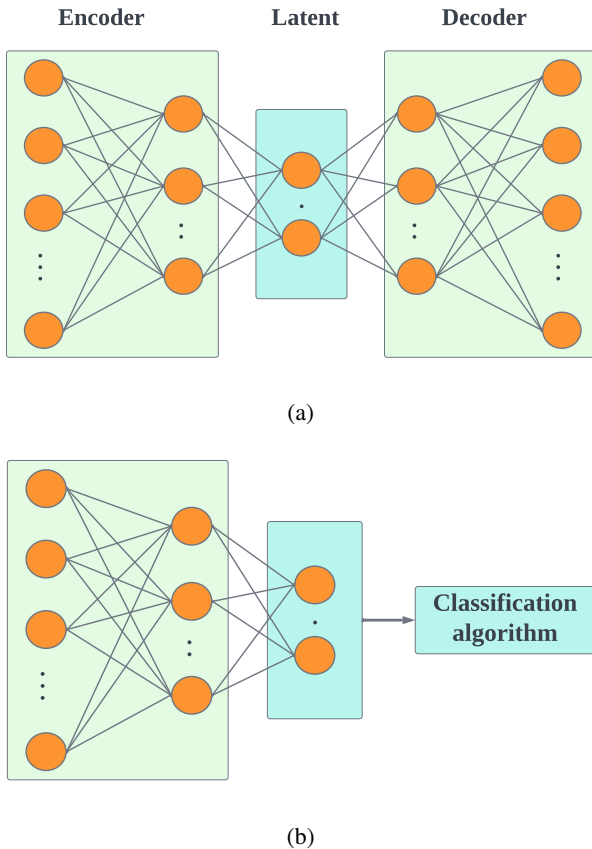 Encoder Latent Decoder
(a)
Classification
algorithm
(b)